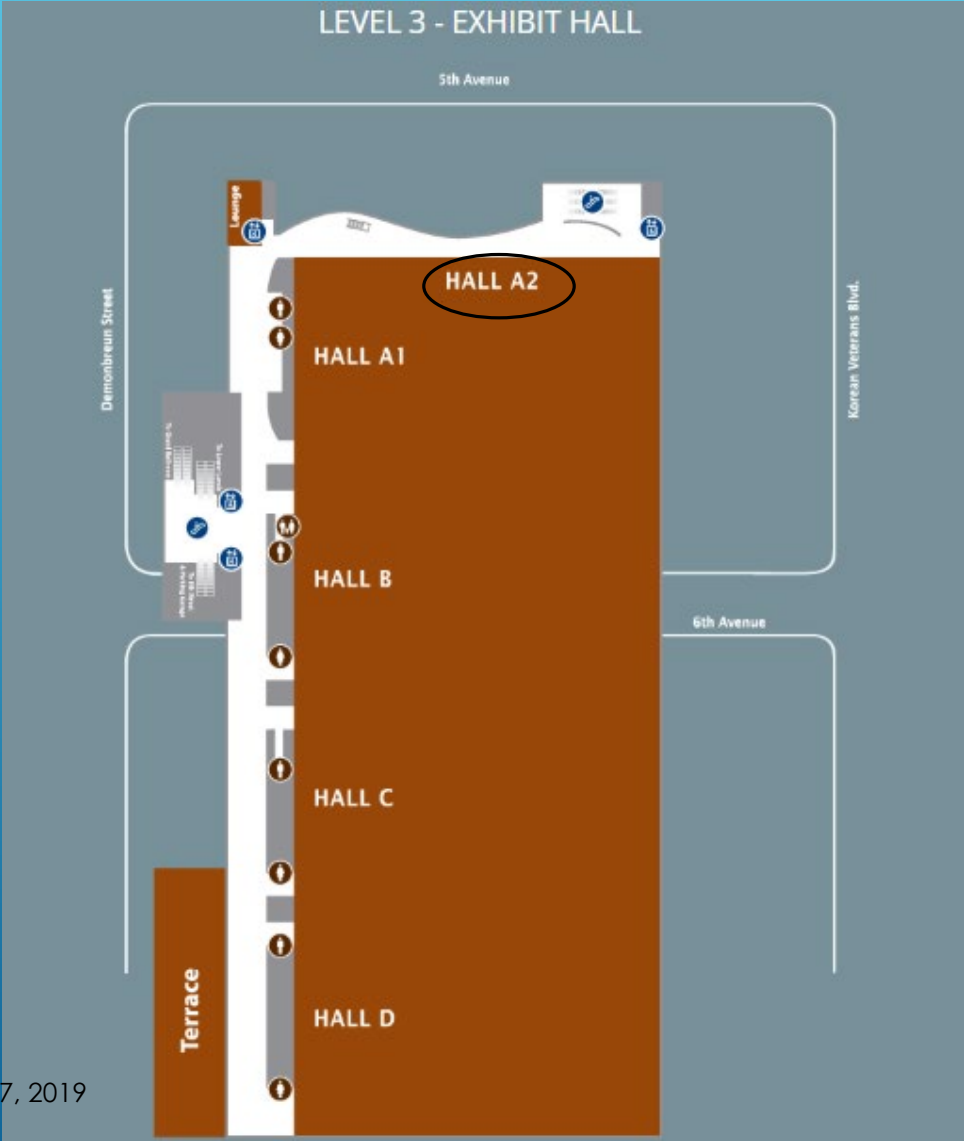 LEVEL 3 - EXHIBIT HALL
5th Avenue
Lounge
HALL A2
Demonbreun Street
Korean Veterans Blvd.
HALL A1
HALL B
6th Avenue
HALL C
HALL D
Terrace
7, 2019